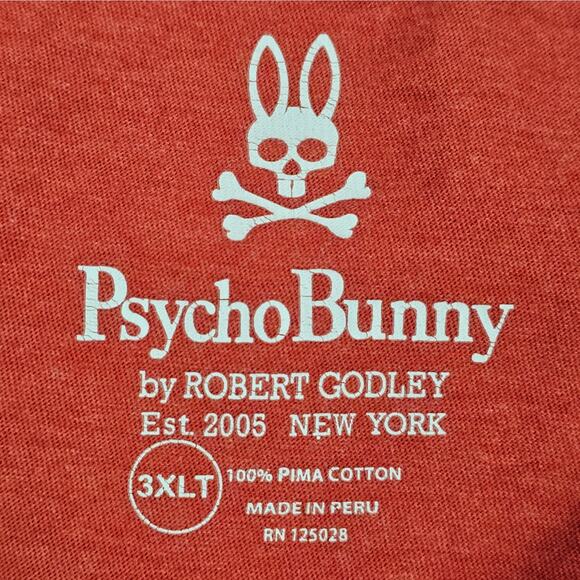 PsychoBunny
by ROBERT GODLEY
Est. 2005 NEW YORK
3XLT
100% PIMA COTTON
MADE IN PERU
RN 125028